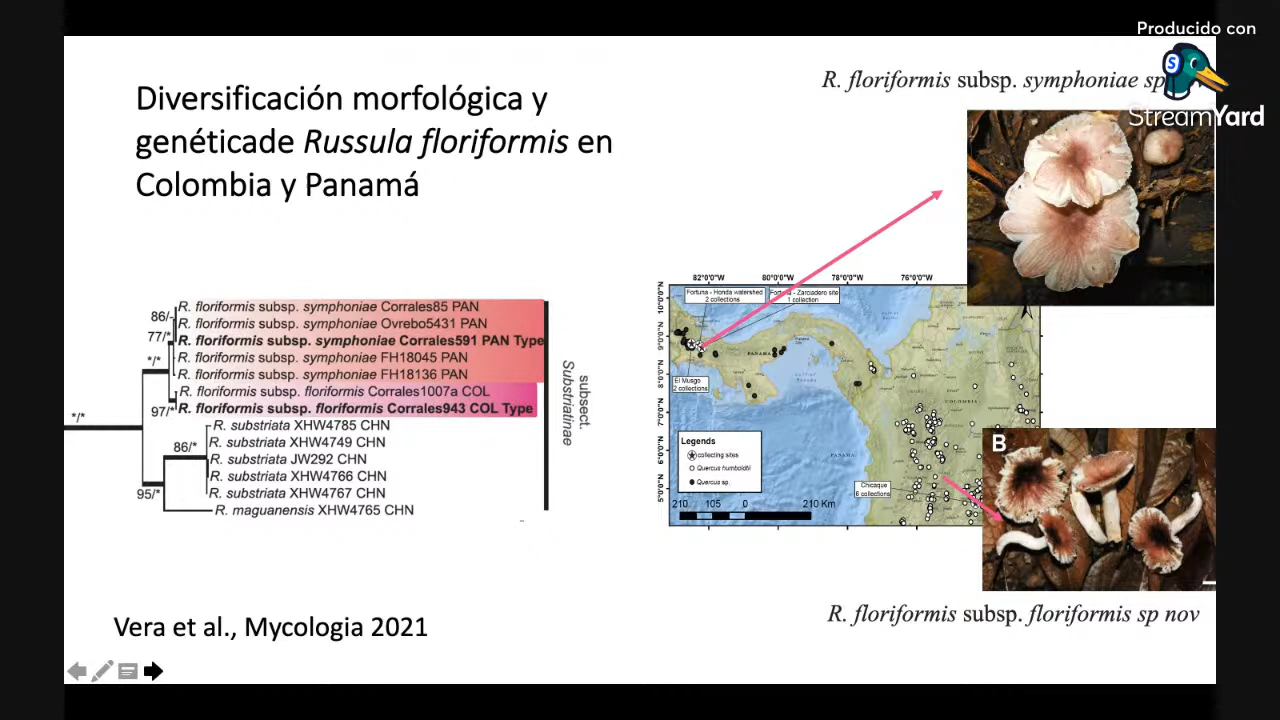 Producido con
StreamYard
Diversificación morfológica y
genéticade Russula floriformis en
Colombia y Panamá
R. floriformis subsp. symphoniae sp
R. floriformis subsp. symphoniae Corrales85 PAN
R. floriformis subsp. symphoniae Ovrebo5431 PAN
R. floriformis subsp. symphoniae Corrales591 PAN Type
R. floriformis subsp. symphoniae FH18045 PAN
R. floriformis subsp. symphoniae FH18136 PAN
R. floriformis subsp. floriformis Corrales1007a COL
R. floriformis subsp. floriformis Corrales943 COL Type
R. substriata XHW4785 CHN
R. substriata XHW4749 CHN
R. substriata JW292 CHN
R. substriata XHW4766 CHN
R. substriata XHW4767 CHN
R. maguanensis XHW4765 CHN
86/-
77/*
*/*
97/*
*/*
86/*
95/*
subsect.
Substriatinae
82°0'0"W 80°0'0"W 78°0'0"W 76°0'0"W
Fortuna - Honda watershed
2 collections
Fortuna - Zarciadero site
1 collection
El Musgo
2 collections
PANAMA
COLOMBIA
PANAMA
Chicaque
6 collections
Legends
collecting sites
Quercus humboldtii
Quercus sp.
210 105 0 210 Km
B
R. floriformis subsp. floriformis sp nov
Vera et al., Mycologia 2021